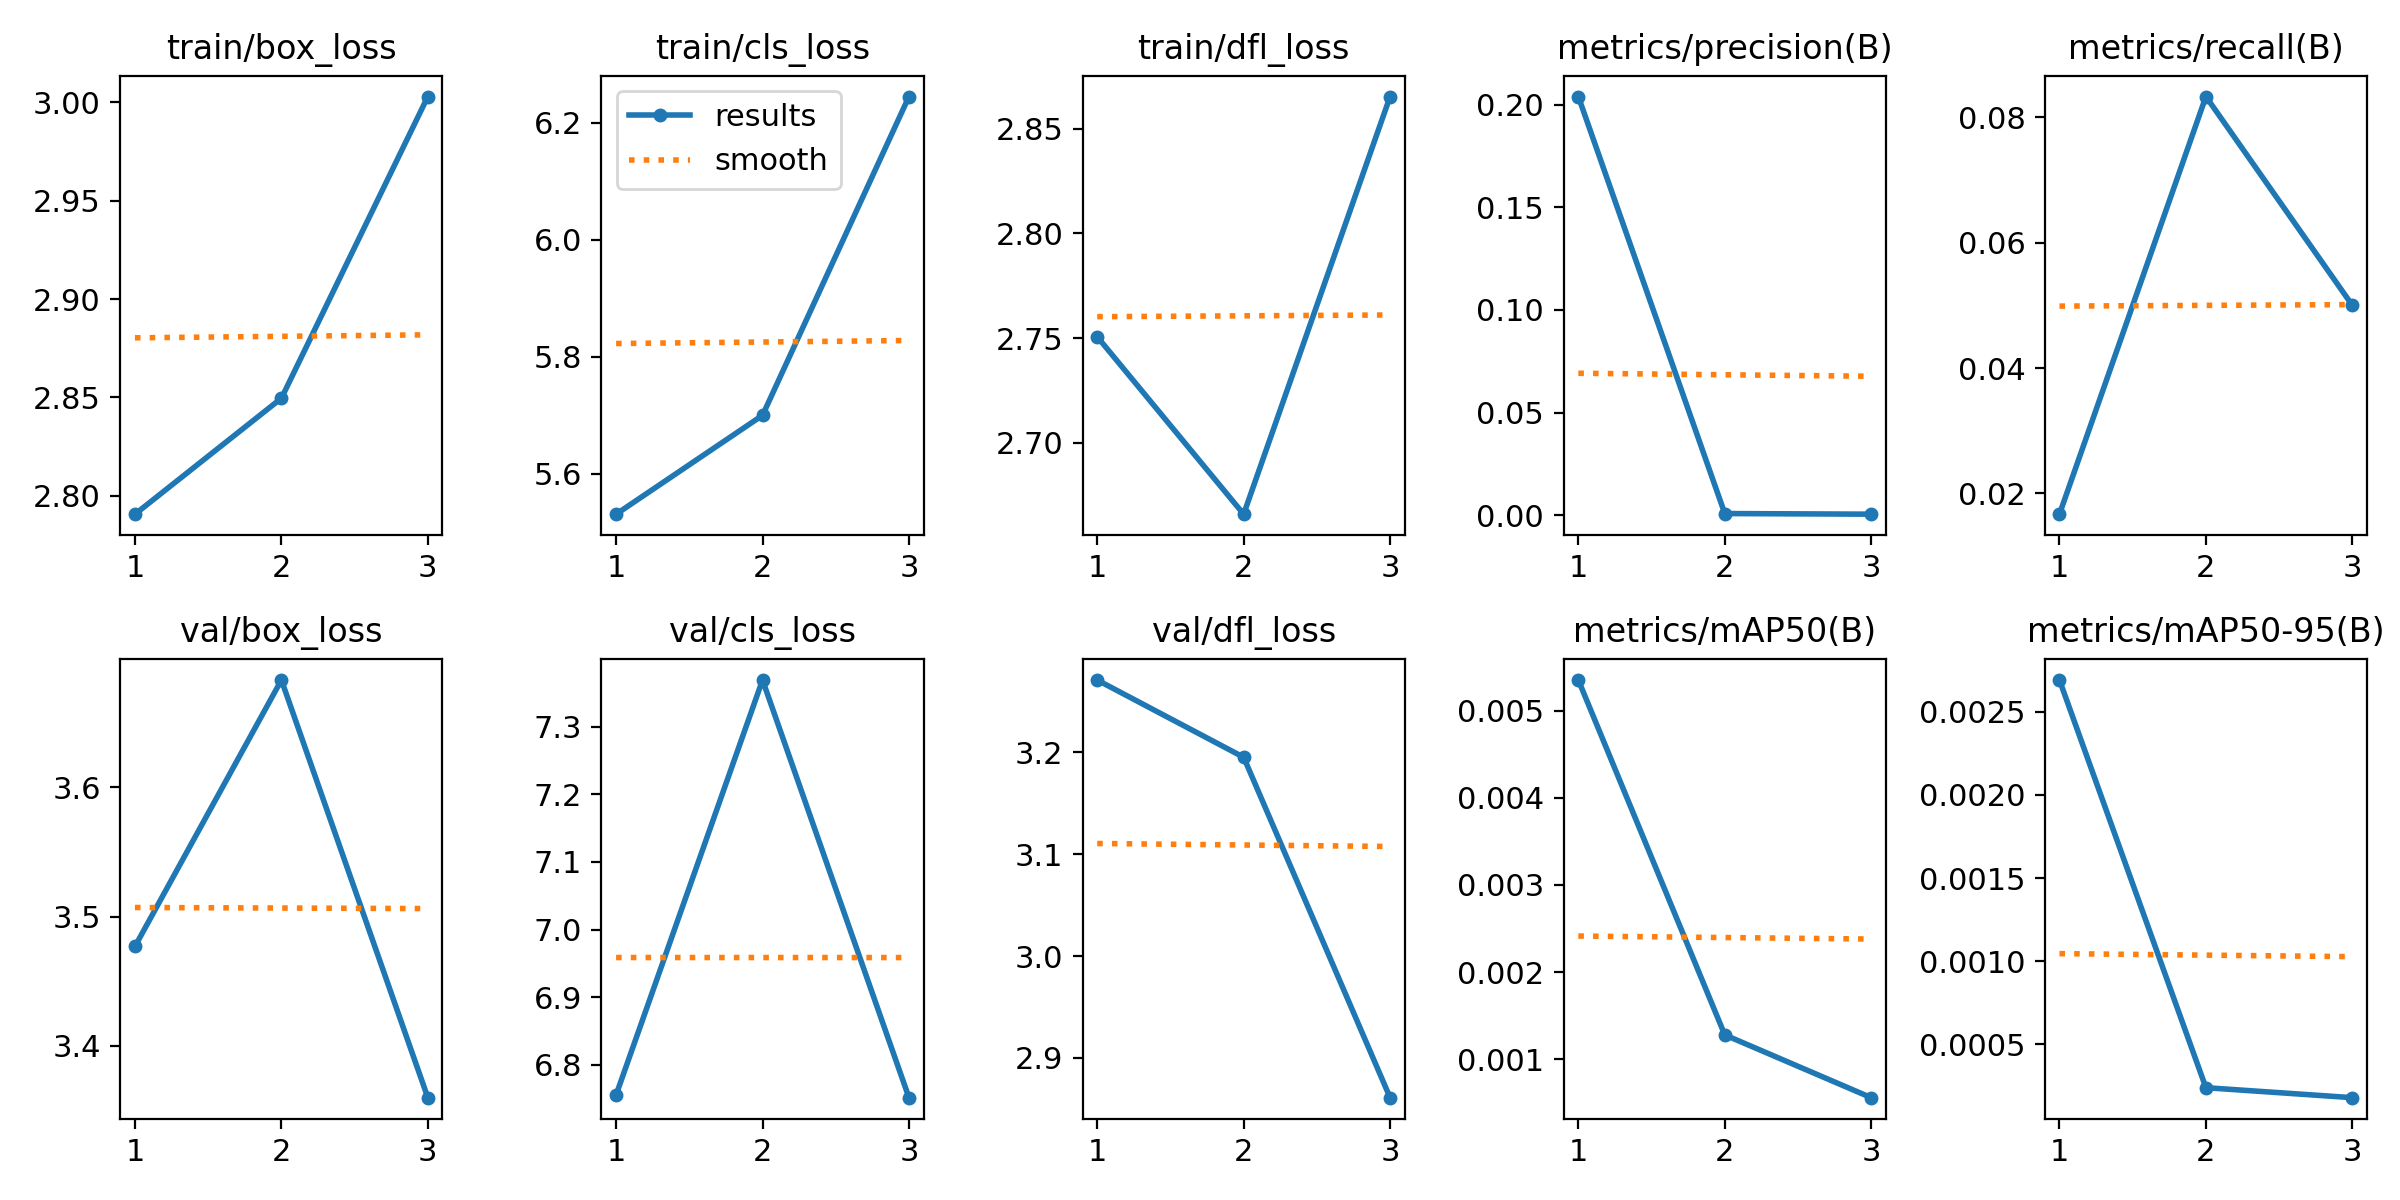 train/box_loss
3.00
2.95
2.90
2.85
2.80
1 2 3
train/cls_loss
results
smooth
6.2
6.0
5.8
5.6
1 2 3
train/dfl_loss
2.85
2.80
2.75
2.70
1 2 3
metrics/precision(B)
0.20
0.15
0.10
0.05
0.00
1 2 3
metrics/recall(B)
0.08
0.06
0.04
0.02
1 2 3
val/box_loss
3.6
3.5
3.4
1 2 3
val/cls_loss
7.3
7.2
7.1
7.0
6.9
6.8
1 2 3
val/dfl_loss
3.2
3.1
3.0
2.9
1 2 3
metrics/mAP50(B)
0.005
0.004
0.003
0.002
0.001
1 2 3
metrics/mAP50-95(B)
0.0025
0.0020
0.0015
0.0010
0.0005
1 2 3